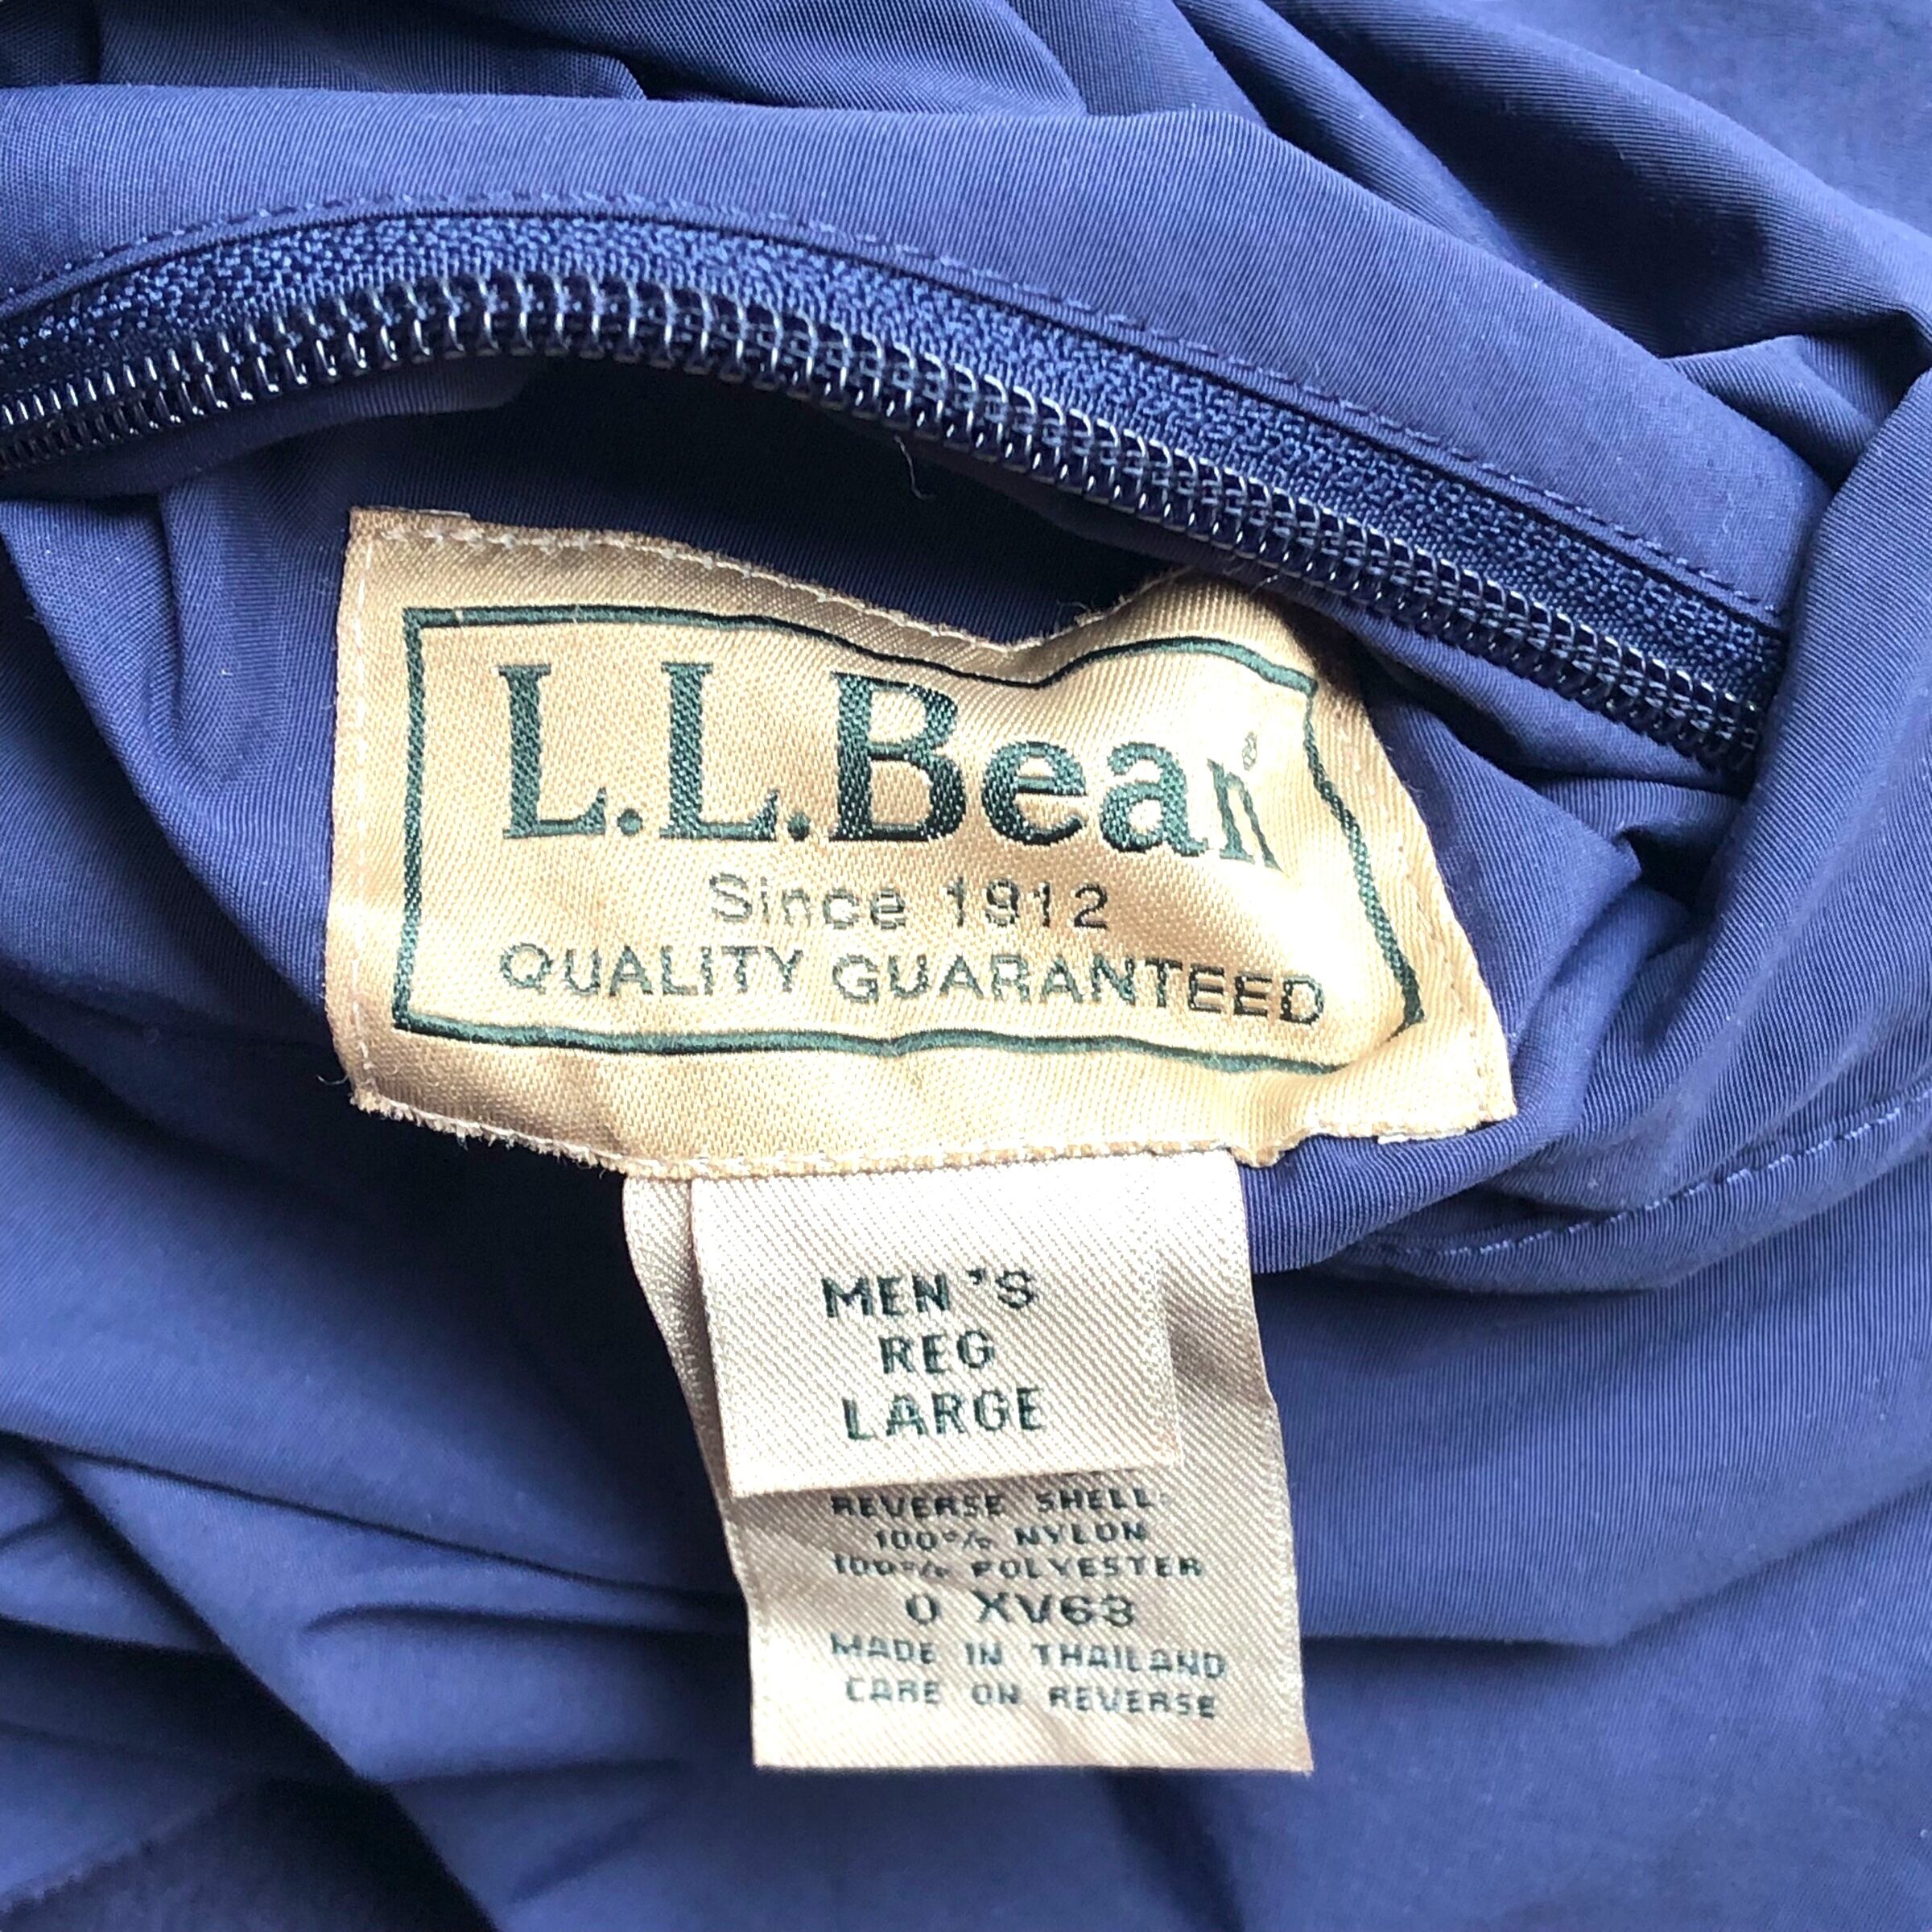 L.L.Bean®
Since 1912
QUALITY GUARANTEED
MEN'S
REG
LARGE
REVERSE SHELL:
100% NYLON
100% POLYESTER
0 XV63
MADE IN THAILAND
CARE ON REVERSE